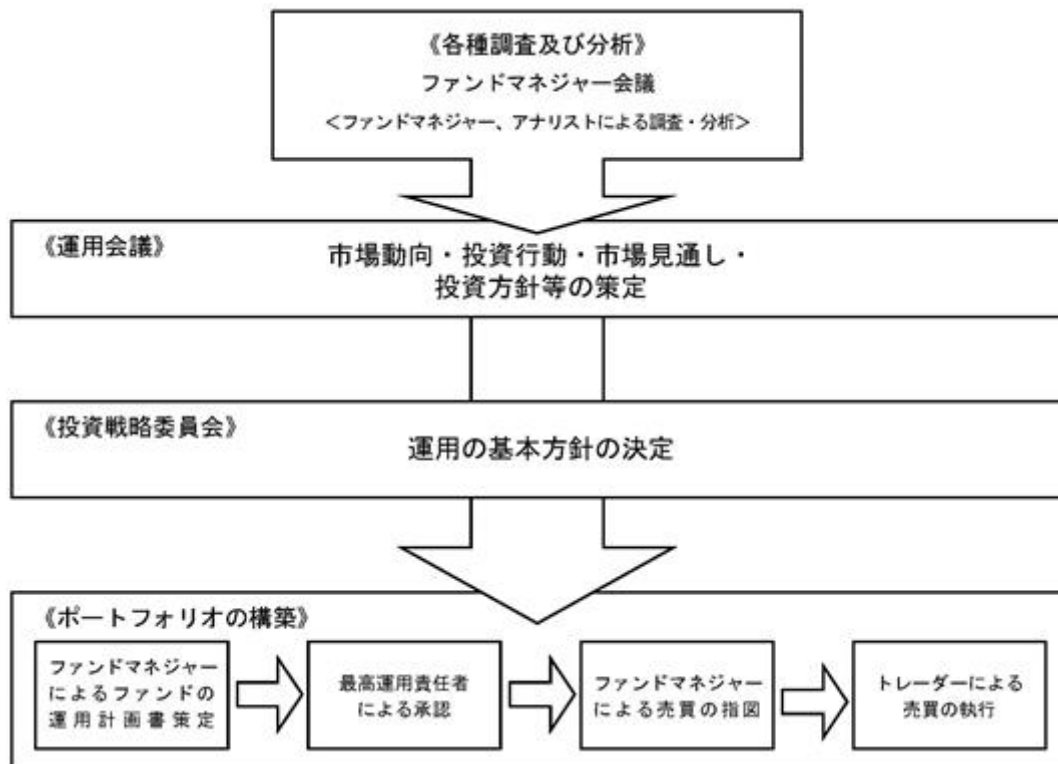 《各種調査及び分析》
ファンドマネジャー会議
<ファンドマネジャー、アナリストによる調査・分析>
《運用会議》
市場動向・投資行動・市場見通し・
投資方針等の策定
《投資戦略委員会》
運用の基本方針の決定
《ポートフォリオの構築》
ファンドマネジャー
によるファンドの
運用計画書策定
最高運用責任者
による承認
ファンドマネジャー
による売買の指図
トレーダーによる
売買の執行